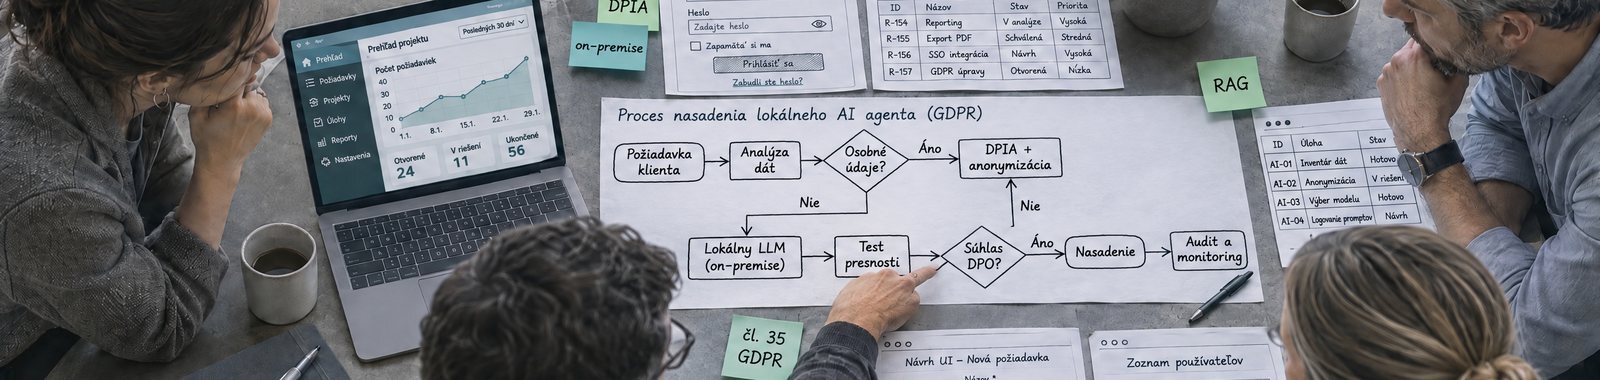 Prehľad
Požiadavky
Projekty
Úlohy
Reporty
Nastavenia
Prehľad projektu
Posledných 30 dní
Počet požiadaviek
40
30
20
10
0
1.1.
8.1.
15.1.
22.1.
29.1.
Otvorené
24
V riešení
11
Ukončené
56
DPIA
on-premise
Heslo
Zadajte heslo
Zapamätať si ma
Prihlásiť sa
Zabudli ste heslo?
ID Názov Stav Priorita
R-154 Reporting V analýze Vysoká
R-155 Export PDF Schválená Stredná
R-156 SSO integrácia Návrh Vysoká
R-157 GDPR úpravy Otvorená Nízka
RAG
Proces nasadenia lokálneho AI agenta (GDPR)
Požiadavka
klienta
Analýza
dát
Osobné
údaje?
Áno
DPIA +
anonymizácia
Nie
Nie
Lokálny LLM
(on-premise)
Test
presnosti
Súhlas
DPO?
Áno
Nasadenie
Audit a
monitoring
ID Úloha Stav
AI-01 Inventár dát Hotovo
AI-02 Anonymizácia V riešení
AI-03 Výber modelu Hotovo
AI-04 Logovanie promptov Návrh
čl. 35
GDPR
Návrh UI – Nová požiadavka
Názov *
Zoznam používateľov